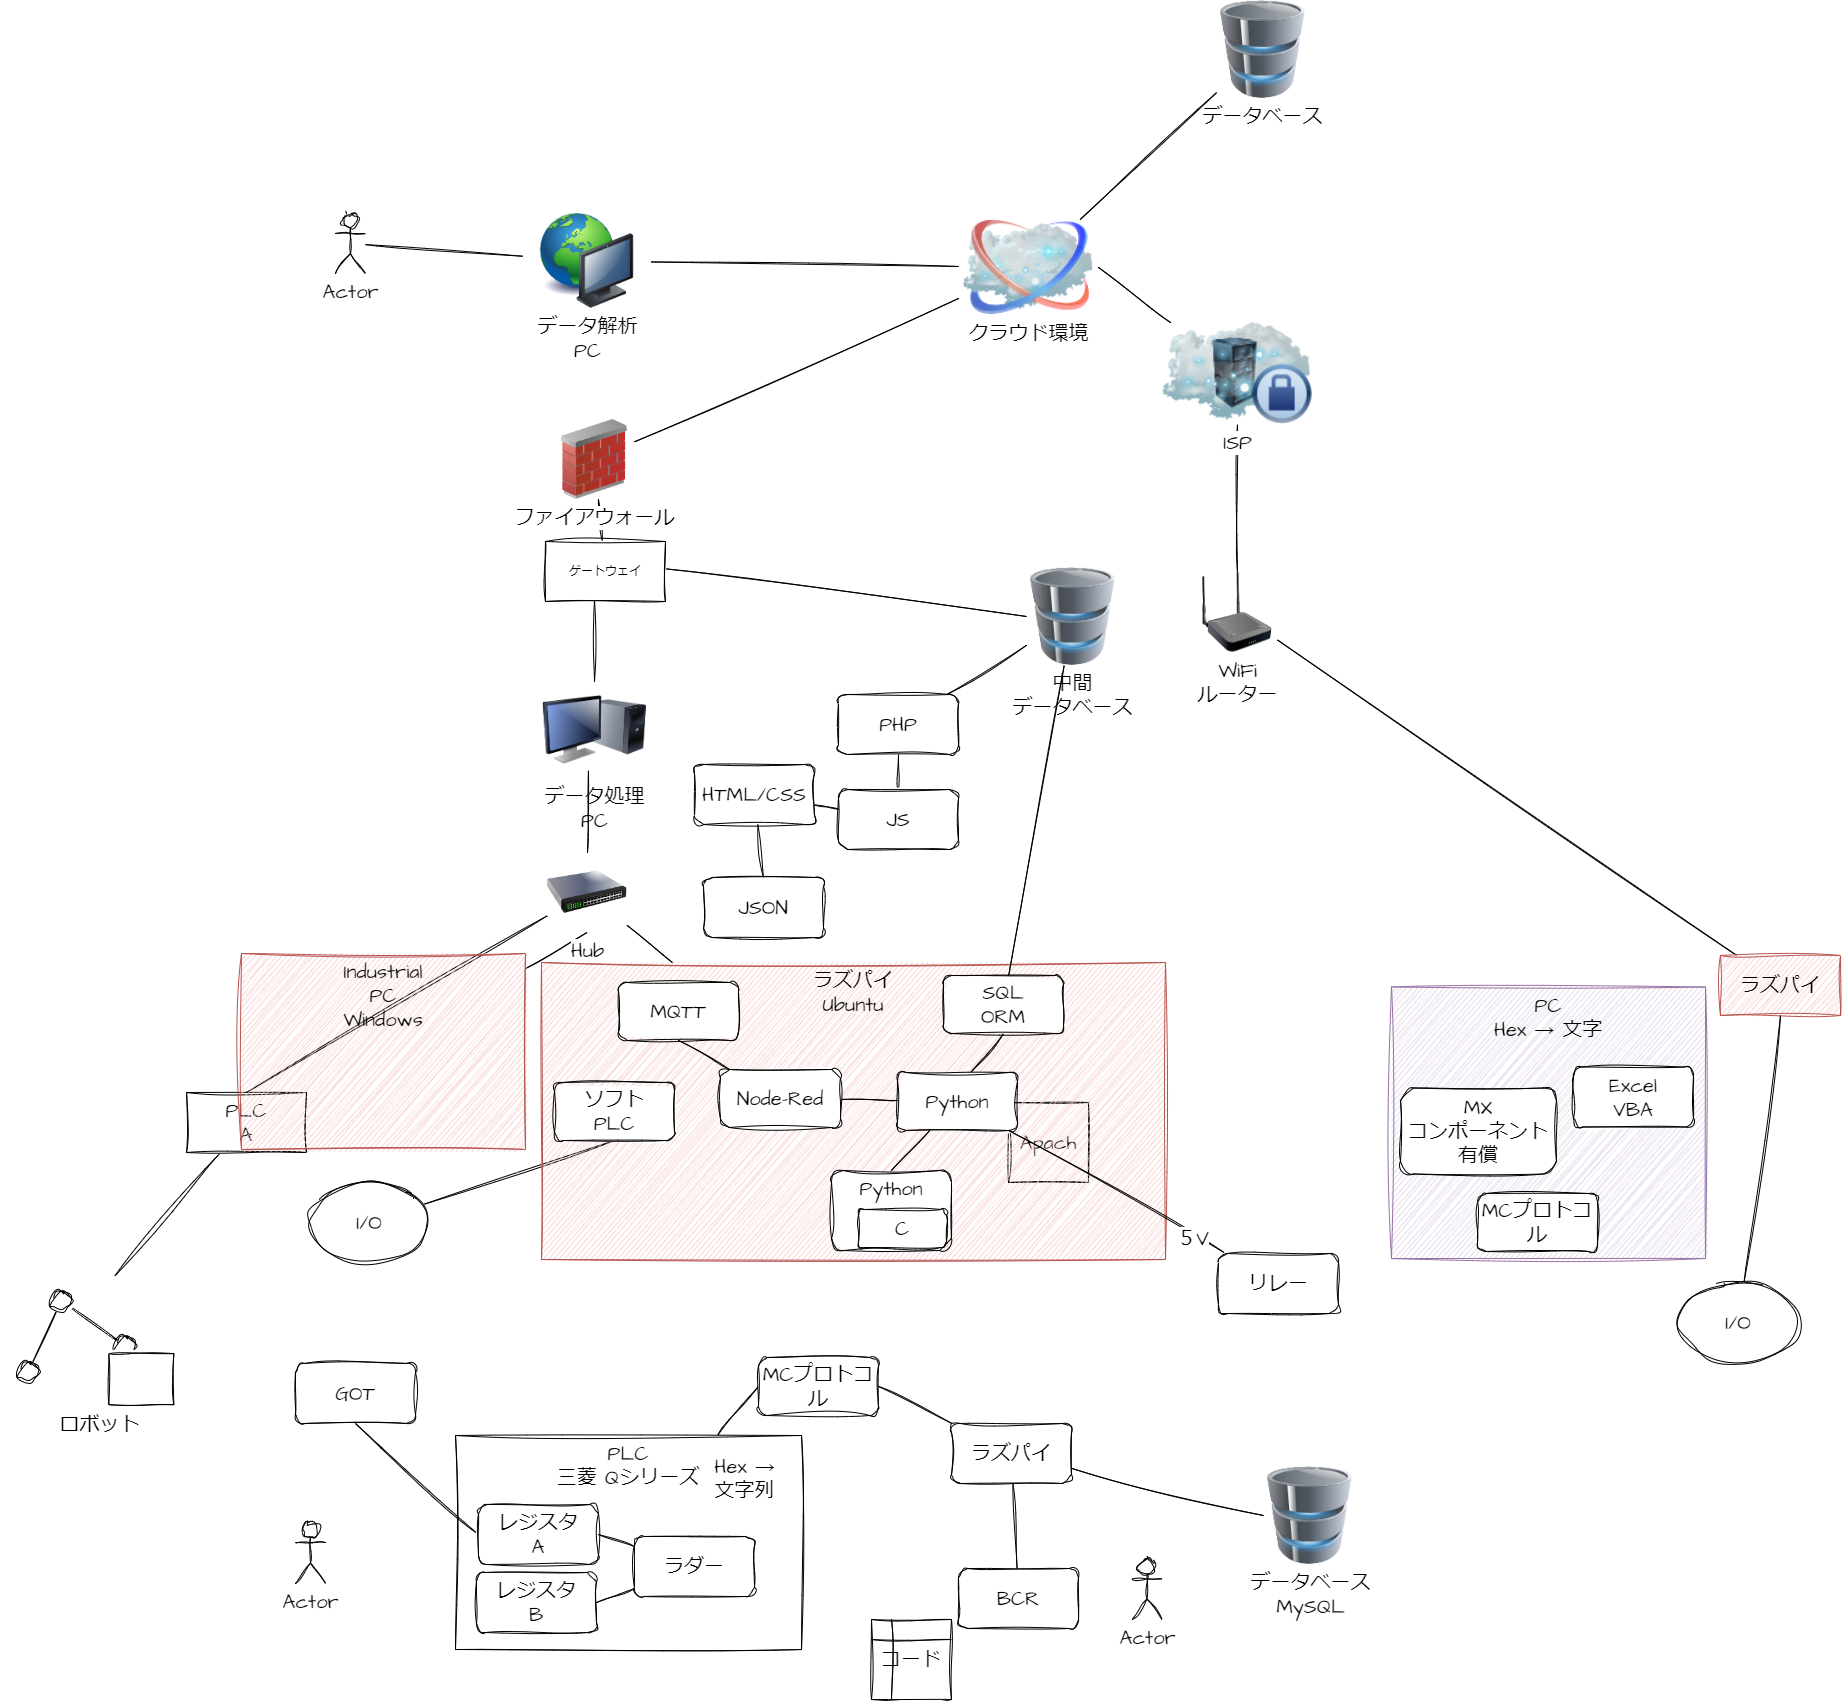 データベース
Actor
データ解析
PC
クラウド環境
ISP
ファイアウォール
ゲートウェイ
WiFi
ルーター
中間
データベース
PHP
データ処理
PC
HTML/CSS
JS
JSON
Hub
Industrial
PC
Windows
ラズパイ
Ubuntu
MQTT
SQL
ORM
ラズパイ
PC
Hex → 文字
PLC
A
ソフト
PLC
Node-Red
Python
Apach
Excel
VBA
MX
コンポーネント
有償
I/O
Python
C
5V
MCプロトコ
ル
リレー
I/O
ロボット
GOT
MCプロトコ
ル
PLC
三菱 Qシリーズ
Hex →
文字列
ラズパイ
レジスタ
A
ラダー
レジスタ
B
Actor
BCR
データベース
MySQL
Actor
コード